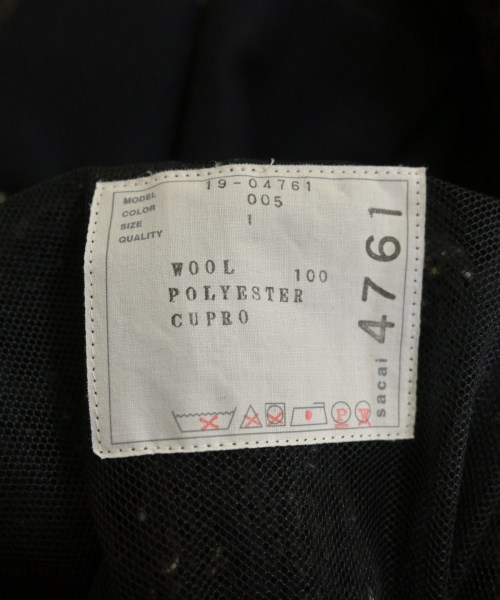 MODEL 19-04761
COLOR 005
SIZE 1
QUALITY
WOOL 100
POLYESTER
CUPRO
sacai 4761
P W